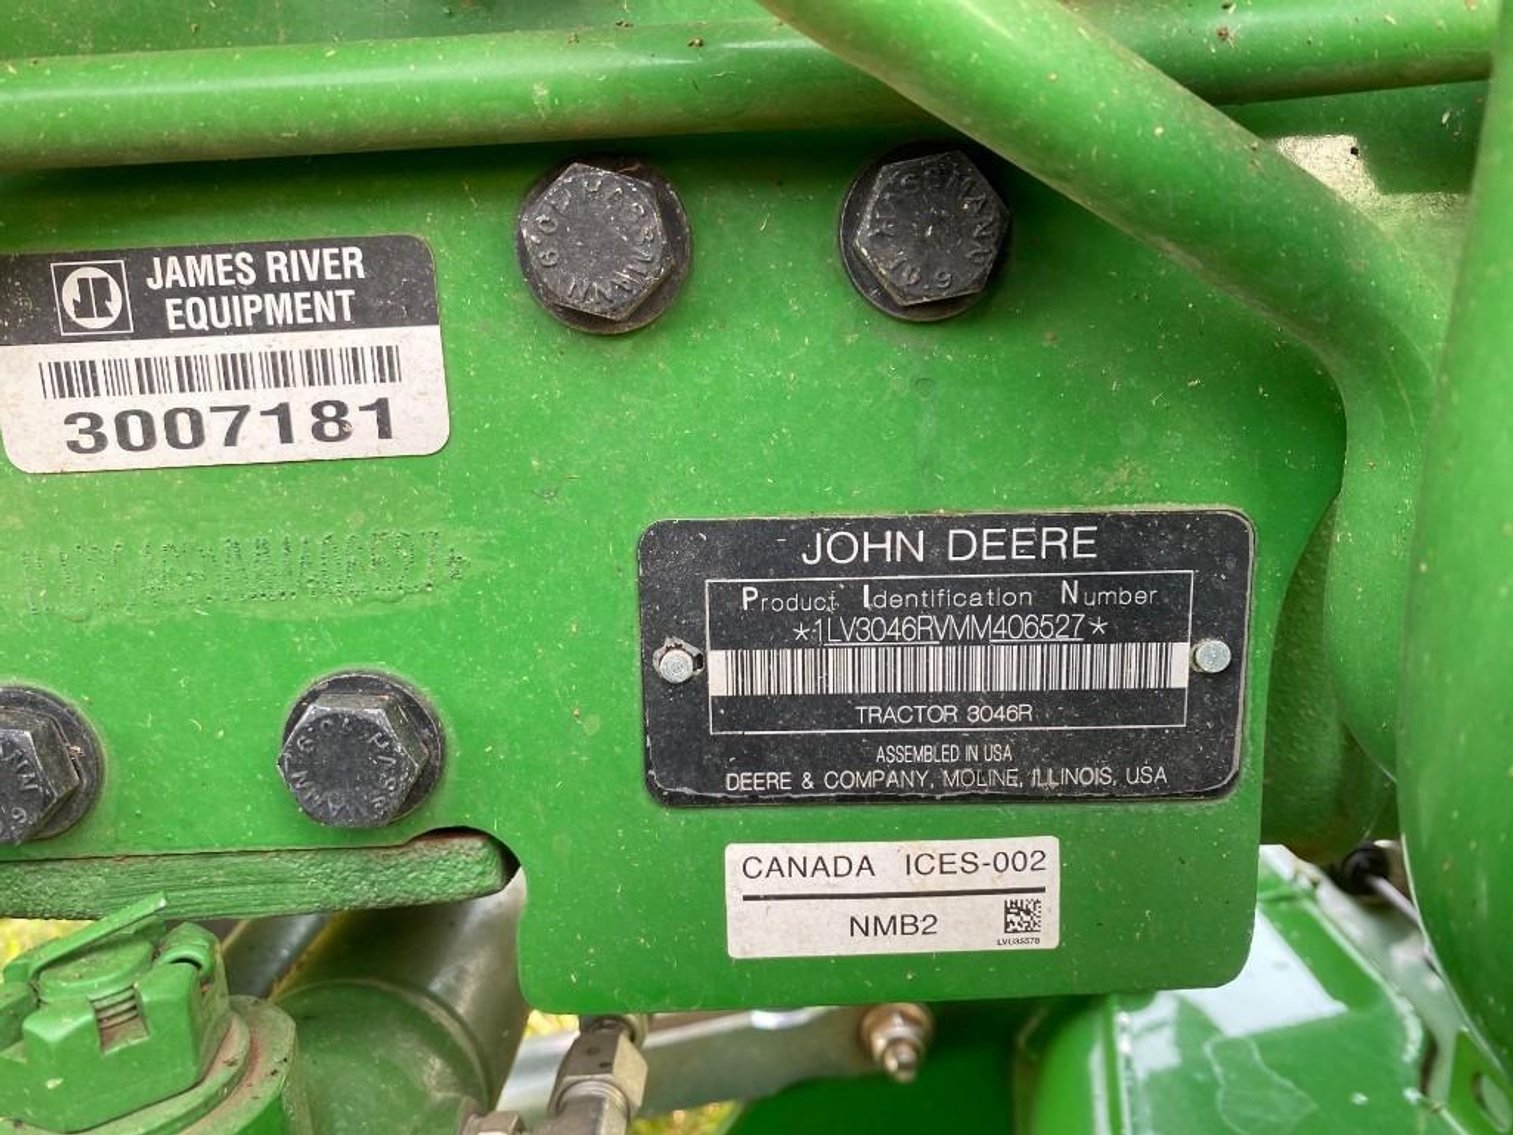 JAMES RIVER
EQUIPMENT
3007181
JOHN DEERE
Product Identification Number
*1LV3046RVMM406527*
TRACTOR 3046R
ASSEMBLED IN USA
DEERE & COMPANY, MOLINE, ILLINOIS, USA
CANADA ICES-002
NMB2
LVU35578